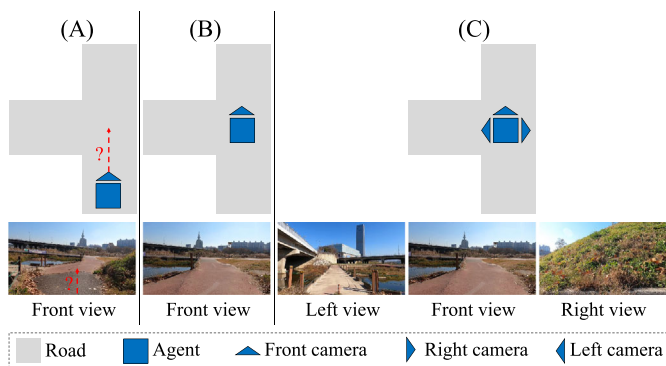 (A)
(B)
(C)
?
?
Front view
Front view
Left view
Front view
Right view
Road
Agent
Front camera
Right camera
Left camera